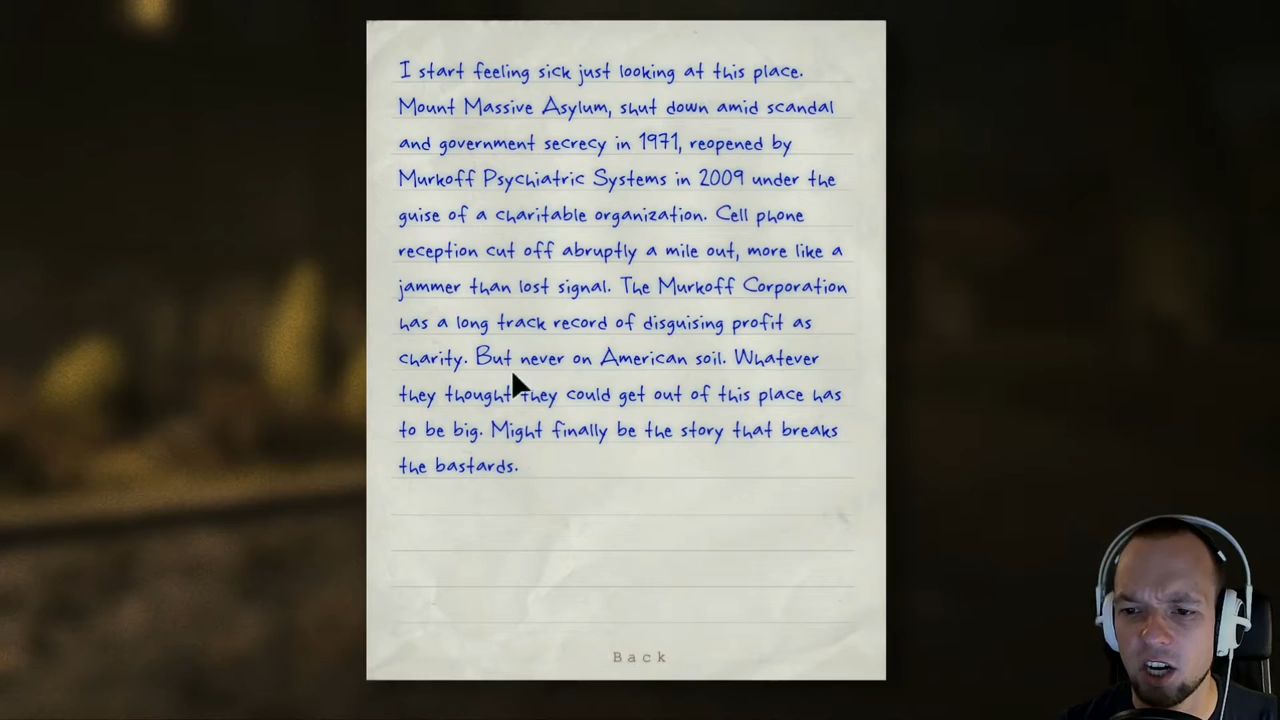 I start feeling sick just looking at this place.
Mount Massive Asylum, shut down amid scandal
and government secrecy in 1971, reopened by
Murkoff Psychiatric Systems in 2009 under the
guise of a charitable organization. Cell phone
reception cut off abruptly a mile out, more like a
jammer than lost signal. The Murkoff Corporation
has a long track record of disguising profit as
charity. But never on American soil. Whatever
they thought they could get out of this place has
to be big. Might finally be the story that breaks
the bastards.
Back